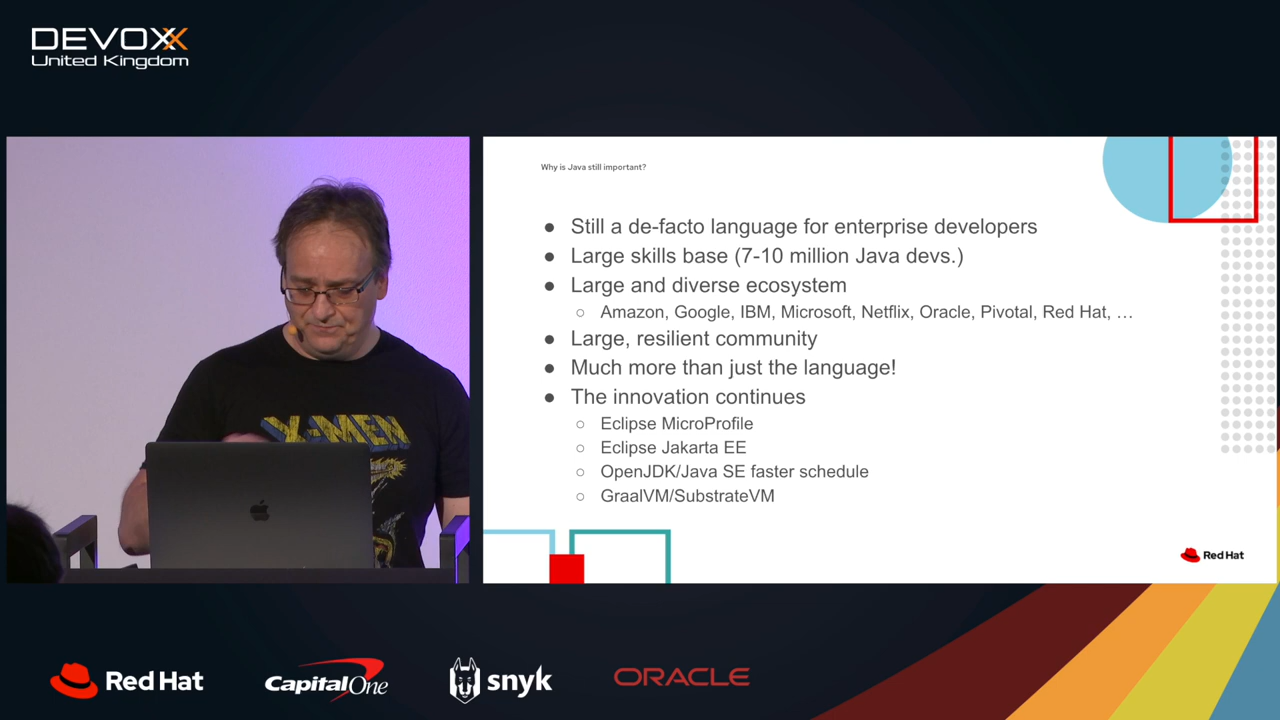 DEVOXX
United Kingdom
Why is Java still important?
● Still a de-facto language for enterprise developers
● Large skills base (7-10 million Java devs.)
● Large and diverse ecosystem
○ Amazon, Google, IBM, Microsoft, Netflix, Oracle, Pivotal, Red Hat, …
● Large, resilient community
● Much more than just the language!
● The innovation continues
○ Eclipse MicroProfile
○ Eclipse Jakarta EE
○ OpenJDK/Java SE faster schedule
○ GraalVM/SubstrateVM
Red Hat
X-MEN
Red Hat
Capital One
snyk
ORACLE